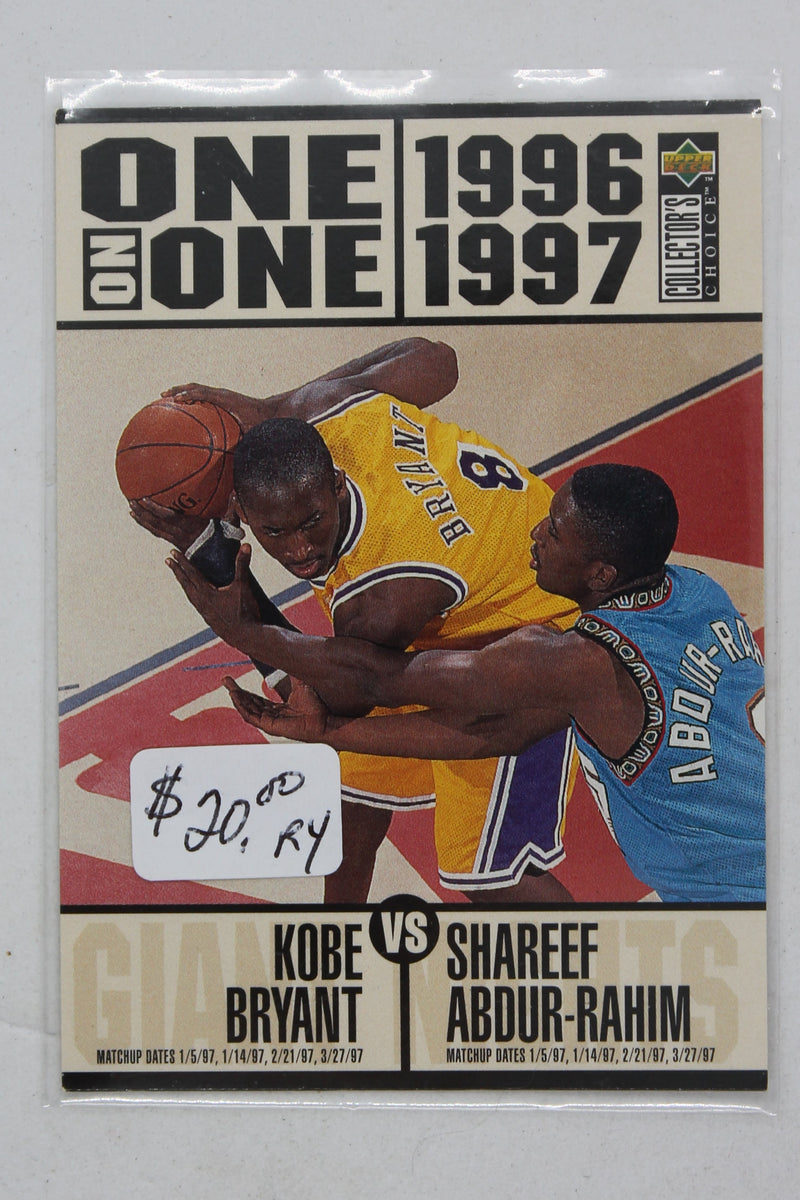 ONE
ON ONE
1996
1997
UPPER DECK
COLLECTOR'S
CHOICE™
BRYANT
8
NG.
ABDUR-RA
$20.00
RY
KOBE
BRYANT
VS
SHAREEF
ABDUR-RAHIM
MATCHUP DATES 1/5/97, 1/14/97, 2/21/97, 3/27/97
MATCHUP DATES 1/5/97, 1/14/97, 2/21/97, 3/27/97